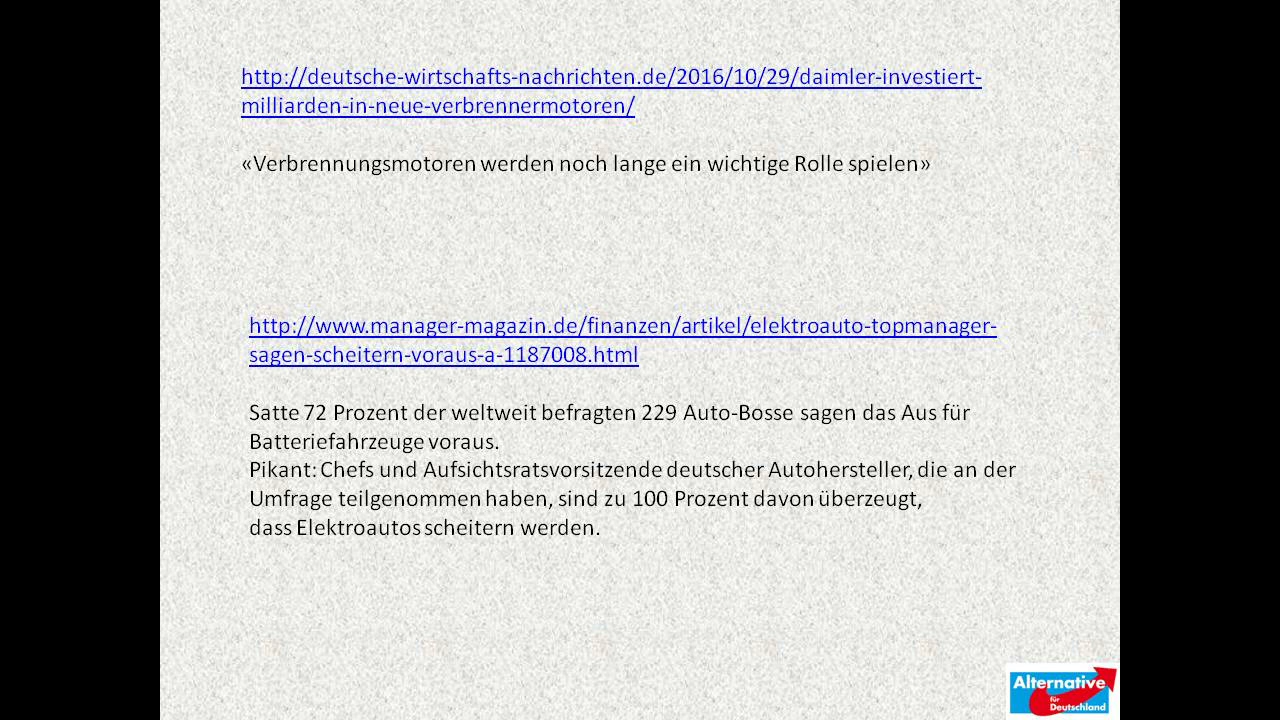 http://deutsche-wirtschafts-nachrichten.de/2016/10/29/daimler-investiert-
milliarden-in-neue-verbrennermotoren/
«Verbrennungsmotoren werden noch lange ein wichtige Rolle spielen»
http://www.manager-magazin.de/finanzen/artikel/elektroauto-topmanager-
sagen-scheitern-voraus-a-1187008.html
Satte 72 Prozent der weltweit befragten 229 Auto-Bosse sagen das Aus für
Batteriefahrzeuge voraus.
Pikant: Chefs und Aufsichtsratsvorsitzende deutscher Autohersteller, die an der
Umfrage teilgenommen haben, sind zu 100 Prozent davon überzeugt,
dass Elektroautos scheitern werden.
Alternative
für
Deutschland